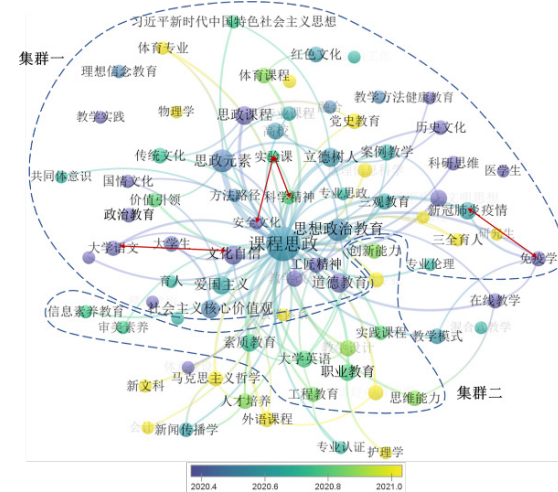 习近平新时代中国特色社会主义思想
体育专业
红色文化
集群一
理想信念教育
体育课程
教学方法
健康教育
教学实践
物理学
思政课程
党史教育
历史文化
高校
传统文化
思政元素
实验课
立德树人
案例教学
科研思维
医学生
共同体意识
国情文化
价值引领
方法路径
科学精神
专业思政
三观教育
政治教育
安全文化
思想政治教育
新冠肺炎疫情
大学语文
大学生
文化自信
课程思政
创新能力
三全育人
研究生
免疫学
工匠精神
专业伦理
育人
爱国主义
道德教育
信息素养教育
社会主义核心价值观
在线教学
审美素养
素质教育
实践课程
教学模式
混合式教学
教学设计
大学英语
新文科
马克思主义哲学
职业教育
集群二
人才培养
工程教育
思维能力
外语课程
新闻传播学
专业认证
护理学
2020.4
2020.6
2020.8
2021.0